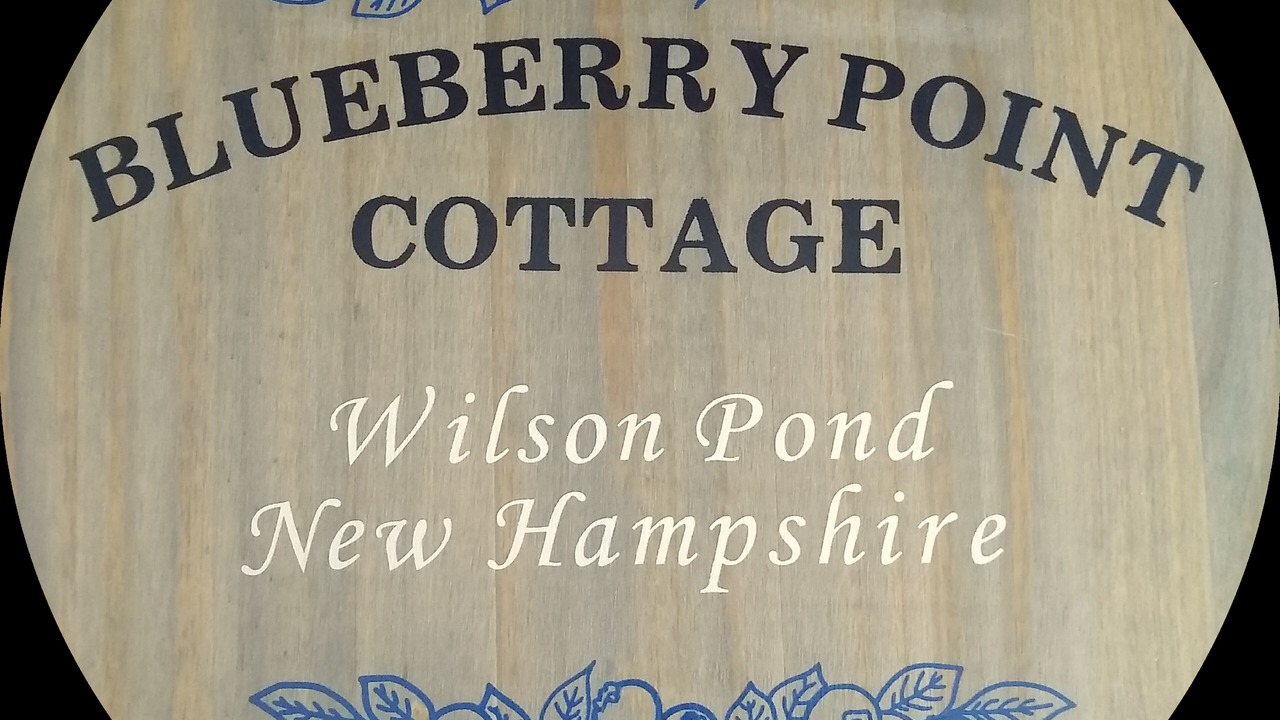 BLUEBERRY POINT
COTTAGE
Wilson Pond
New Hampshire